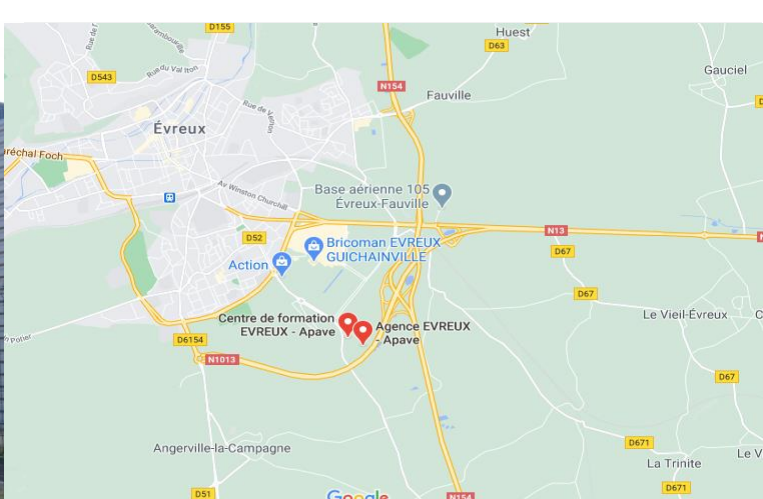 D155
Huest
D63
Gauciel
D543
Rue du Val Iton
N154
Fauville
Rue de
Évreux
réchal Foch
Av Winston Churchill
Base aérienne 105
Évreux-Fauville
N13
D52
Bricoman EVREUX
GUICHAINVILLE
D67
Action
D67
Le Vieil-Évreux
Centre de formation
EVREUX - Apave
Agence EVREUX
- Apave
D6154
N1013
D67
Angerville-la-Campagne
D671
La Trinite
Le V
D51
Google
N154
D671